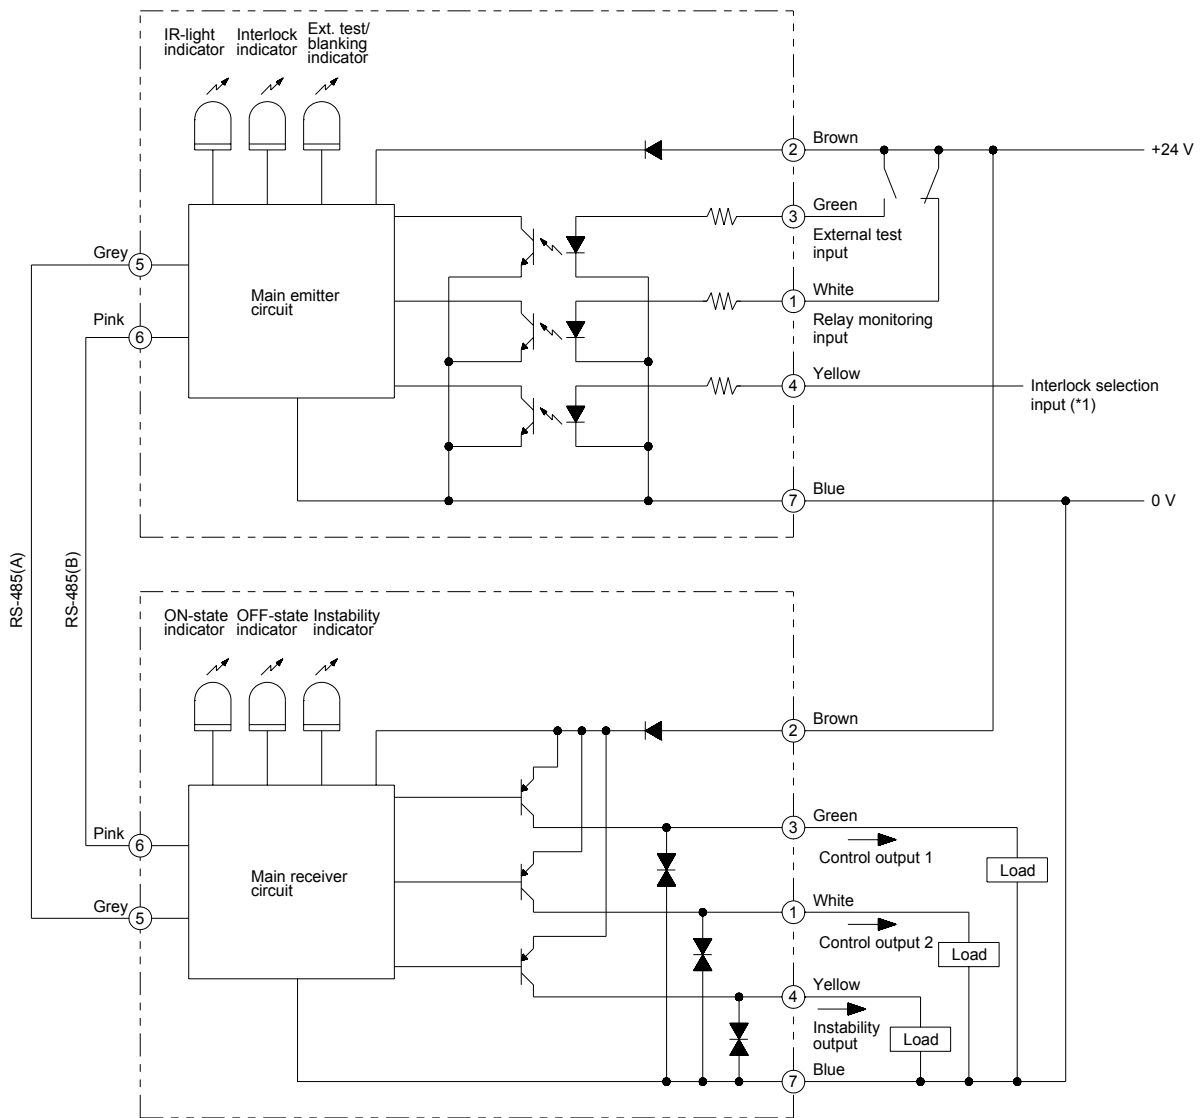 IR-light
indicator
Interlock
indicator
Ext. test/
blanking
indicator
2
Brown
+24 V
3
Green
External test
input
Grey
5
Main emitter
circuit
1
White
Relay monitoring
input
Pink
6
4
Yellow
Interlock selection
input (*1)
7
Blue
0 V
RS-485(A)
RS-485(B)
ON-state
indicator
OFF-state
indicator
Instability
indicator
2
Brown
3
Green
Control output 1
Load
Pink
6
Main receiver
circuit
Grey
5
1
White
Control output 2
Load
4
Yellow
Instability
output
Load
7
Blue